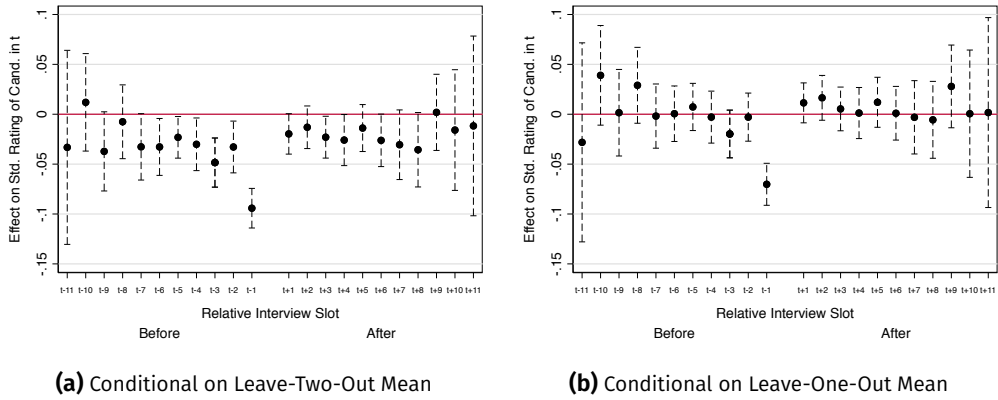 Effect on Std. Rating of Cand. in t
.1
.05
0
-.05
-.1
-.15
t-11 t-10 t-9 t-8 t-7 t-6 t-5 t-4 t-3 t-2 t-1 t+1 t+2 t+3 t+4 t+5 t+6 t+7 t+8 t+9 t+10 t+11
Relative Interview Slot
Before After
(a) Conditional on Leave-Two-Out Mean
Effect on Std. Rating of Cand. in t
.1
.05
0
-.05
-.1
-.15
t-11 t-10 t-9 t-8 t-7 t-6 t-5 t-4 t-3 t-2 t-1 t+1 t+2 t+3 t+4 t+5 t+6 t+7 t+8 t+9 t+10 t+11
Relative Interview Slot
Before After
(b) Conditional on Leave-One-Out Mean